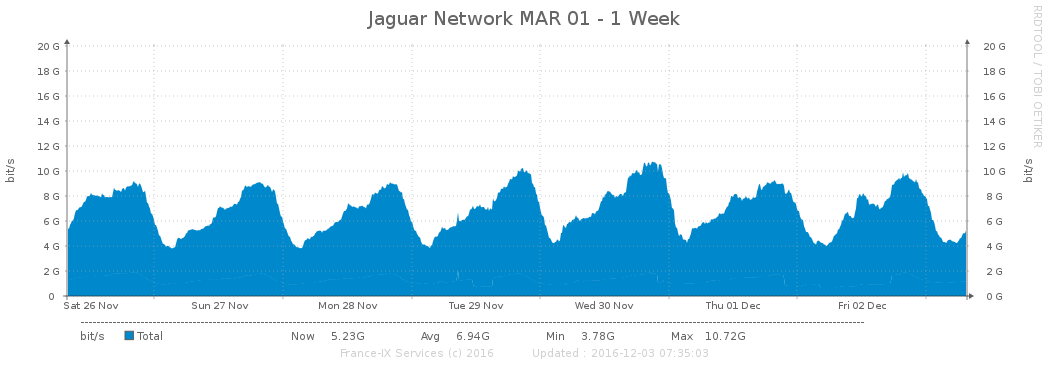 Jaguar Network MAR 01 - 1 Week
RRDTOOL / TOBI OETIKER
bit/s
bit/s
20 G 20 G
18 G 18 G
16 G 16 G
14 G 14 G
12 G 12 G
10 G 10 G
8 G 8 G
6 G 6 G
4 G 4 G
2 G 2 G
0 0 G
Sat 26 Nov Sun 27 Nov Mon 28 Nov Tue 29 Nov Wed 30 Nov Thu 01 Dec Fri 02 Dec
bit/s Total Now 5.23G Avg 6.94G Min 3.78G Max 10.72G
France-IX Services (c) 2016 Updated : 2016-12-03 07:35:03